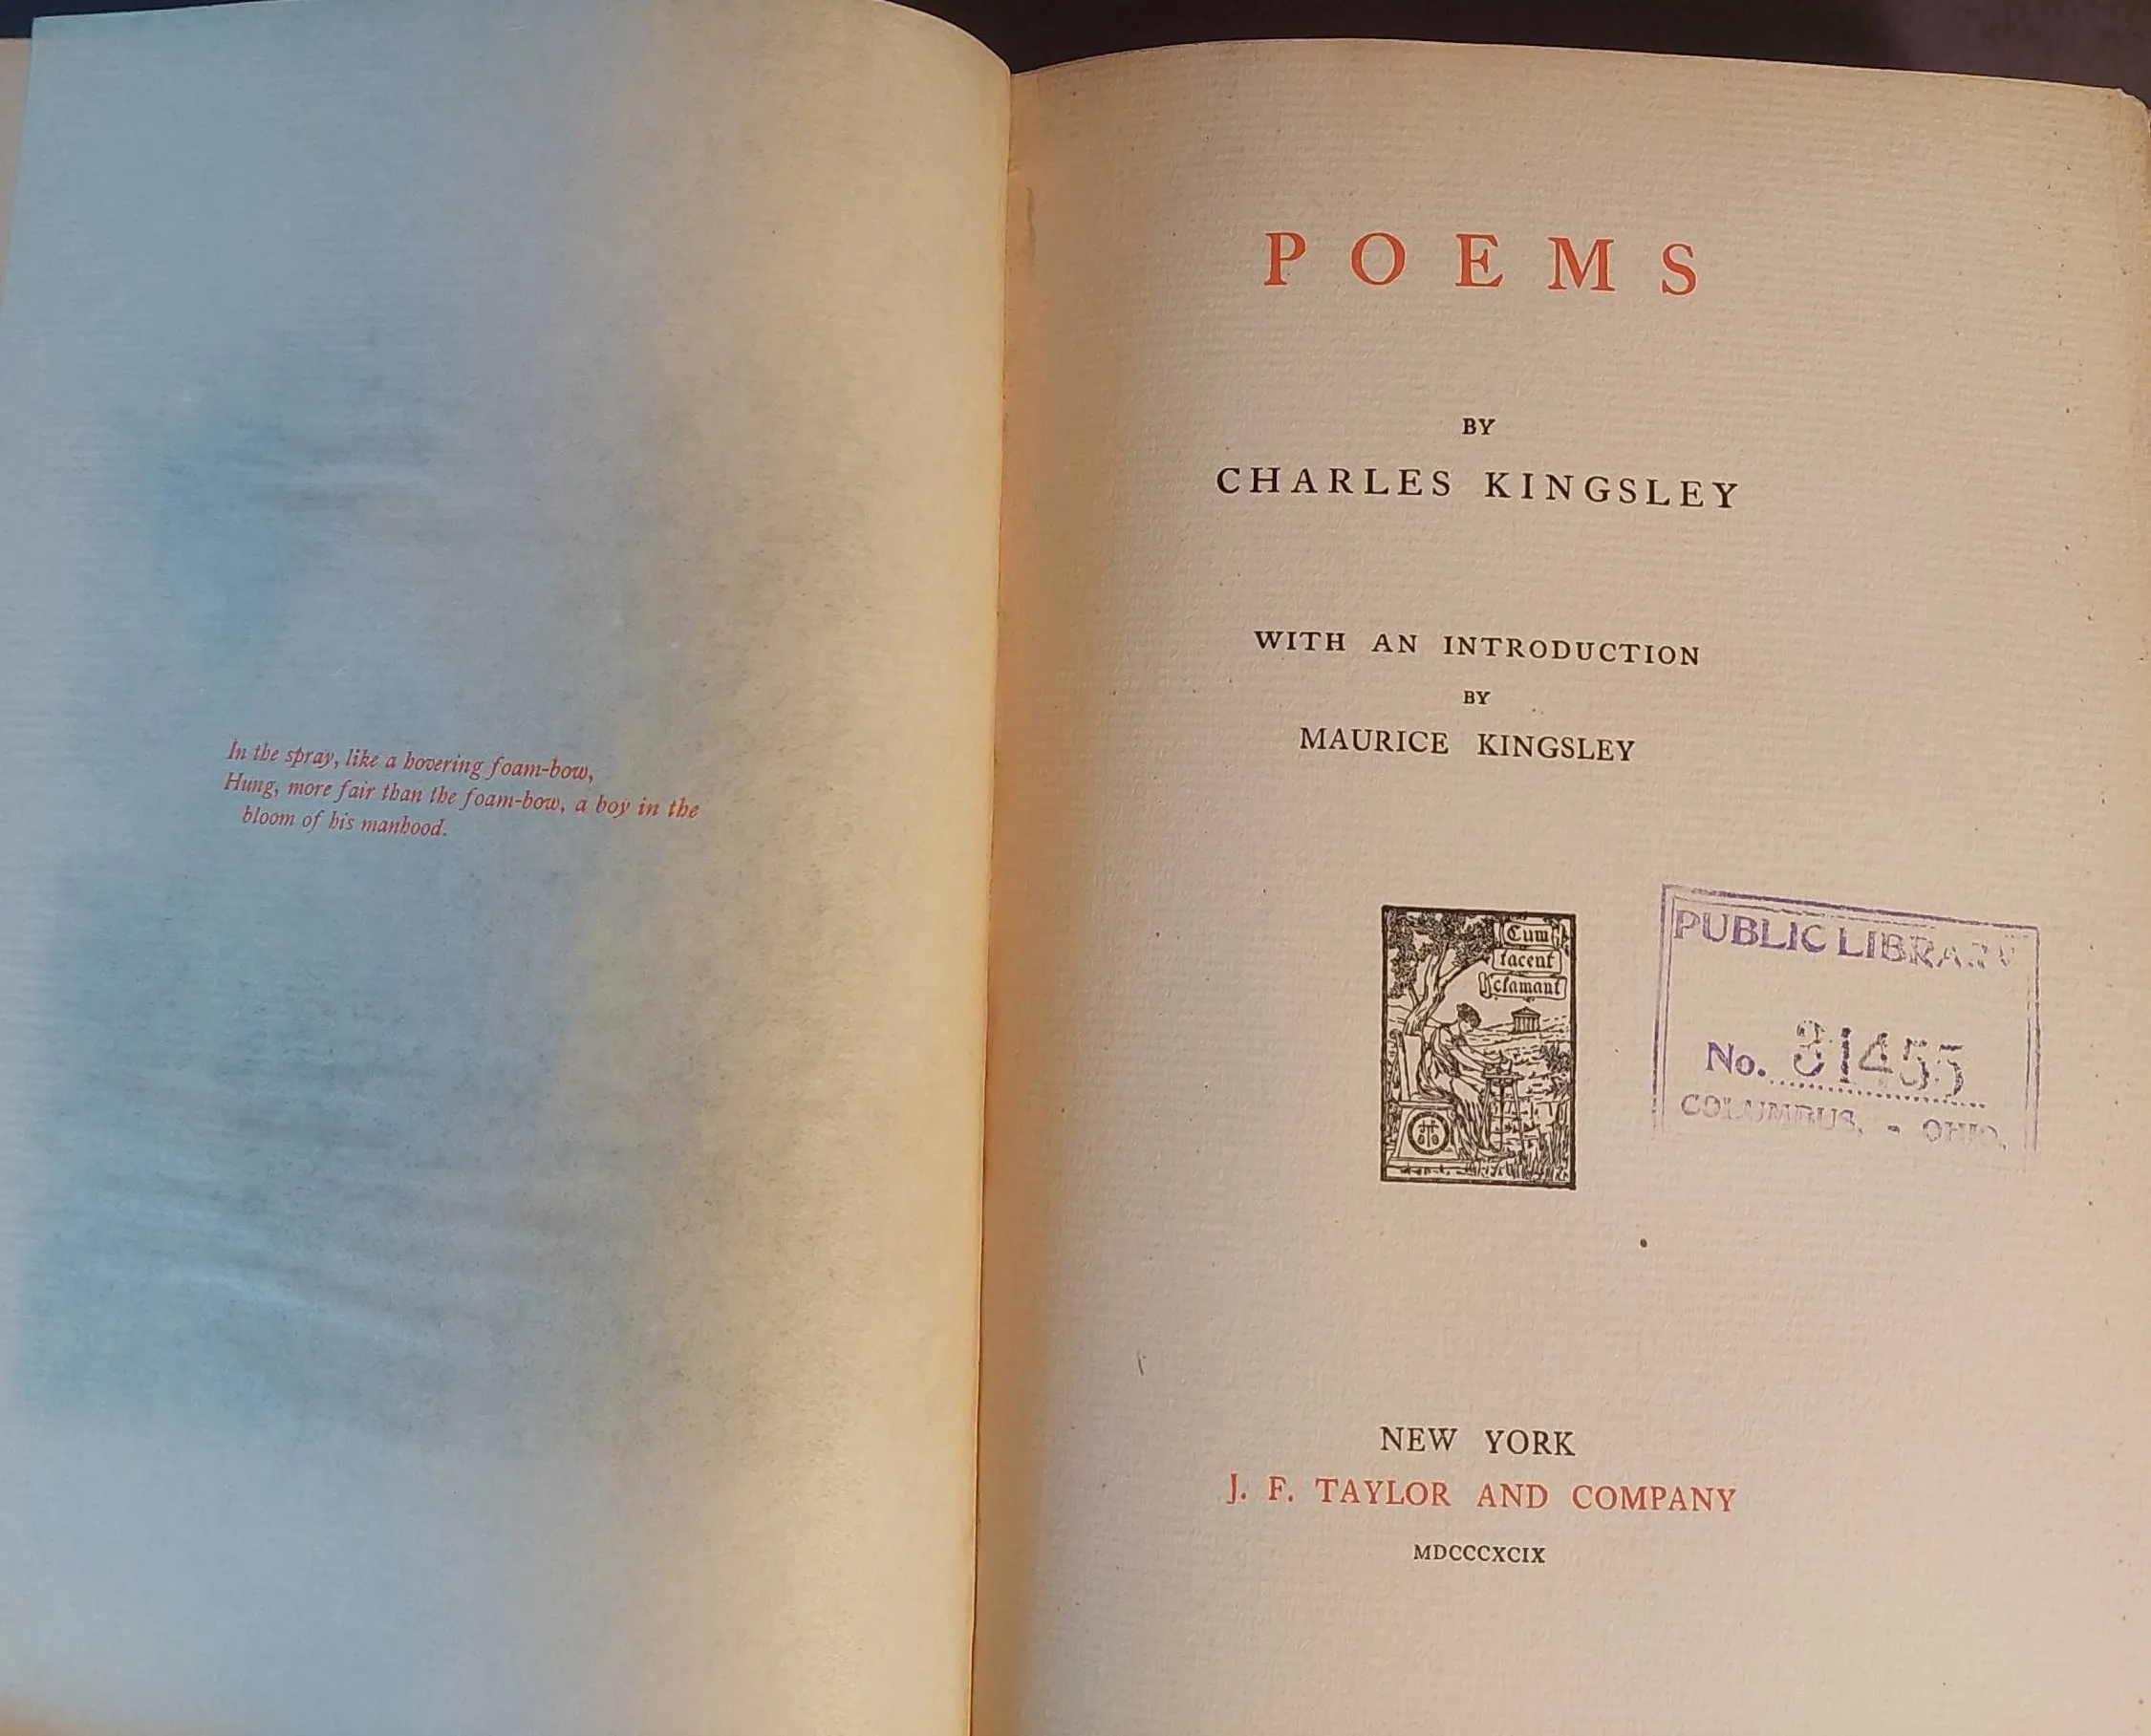 In the spray, like a hovering foam-bow,
Hung, more fair than the foam-bow, a boy in the
bloom of his manhood.
POEMS
BY
CHARLES KINGSLEY
WITH AN INTRODUCTION
BY
MAURICE KINGSLEY
Cum
tacent
clamant
PUBLIC LIBRARY
No. 31455
COLUMBUS, - OHIO.
NEW YORK
J. F. TAYLOR AND COMPANY
MDCCCXCIX